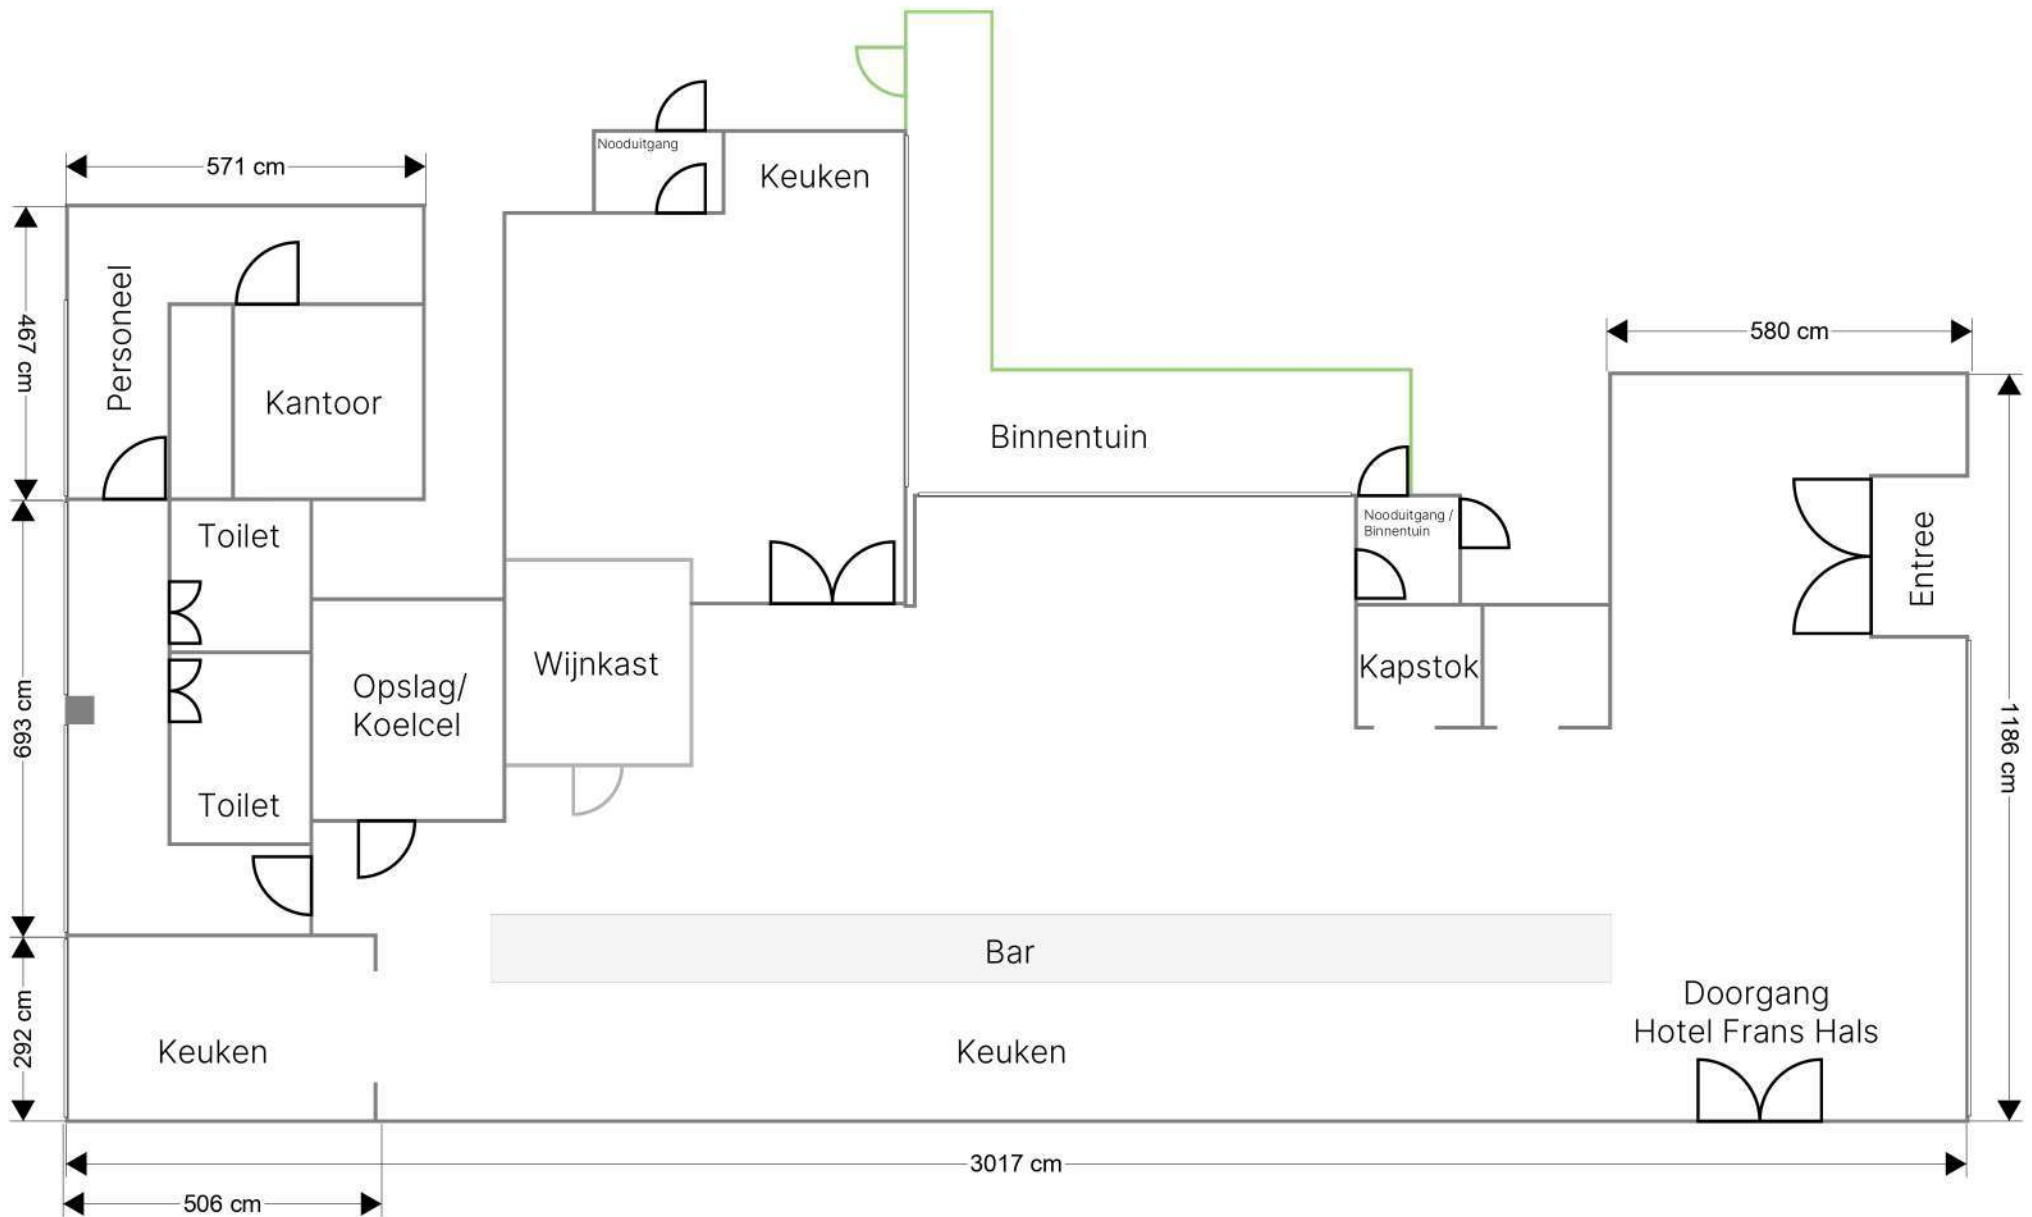 Nooduitgang
571 cm
Keuken
Personeel
467 cm
Kantoor
580 cm
Binnentuin
Nooduitgang /
Binnentuin
Toilet
Entree
Wijnkast
Kapstok
Opslag/
Koelcel
693 cm
1186 cm
Toilet
Bar
Doorgang
Hotel Frans Hals
292 cm
Keuken
Keuken
3017 cm
506 cm